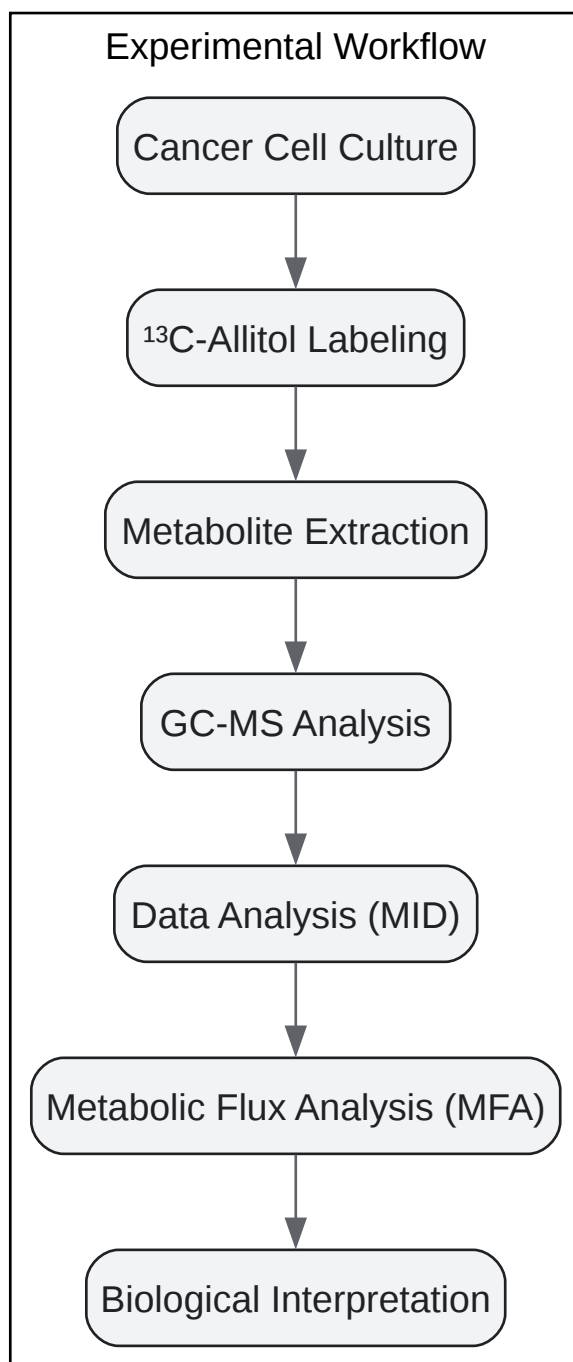 Experimental Workflow
Cancer Cell Culture
¹³C-Allitol Labeling
Metabolite Extraction
GC-MS Analysis
Data Analysis (MID)
Metabolic Flux Analysis (MFA)
Biological Interpretation